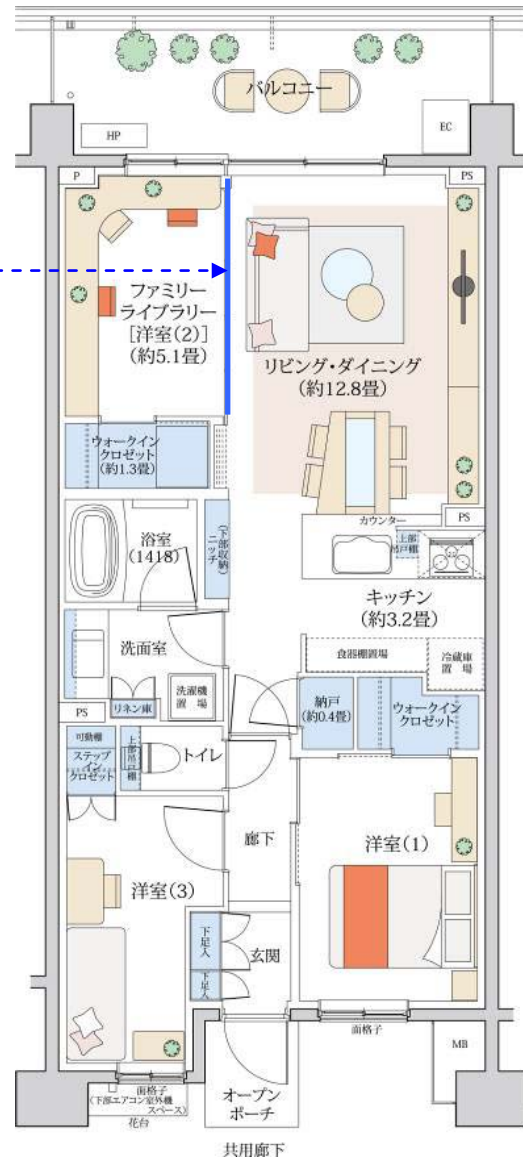 バルコニー
HP
EC
P
PS
ファミリー
ライブラリー
[洋室(2)]
(約5.1畳)
リビング・ダイニング
(約12.8畳)
ウォークイン
クロゼット
(約1.3畳)
浴室
(1418)
ニッチ
(下部収納)
カウンター
PS
上部
吊戸棚
キッチン
(約3.2畳)
洗面室
食器棚置場
冷蔵庫
置場
リネン庫
洗濯機
置場
納戸
(約0.4畳)
ウォークイン
クロゼット
PS
可動棚
ステップ
イン
クロゼット
上部吊戸棚
トイレ
廊下
洋室(1)
洋室(3)
下足入
玄関
下足入
面格子
MB
面格子
(下部エアコン室外機
スペース)
花台
オープン
ポーチ
共用廊下